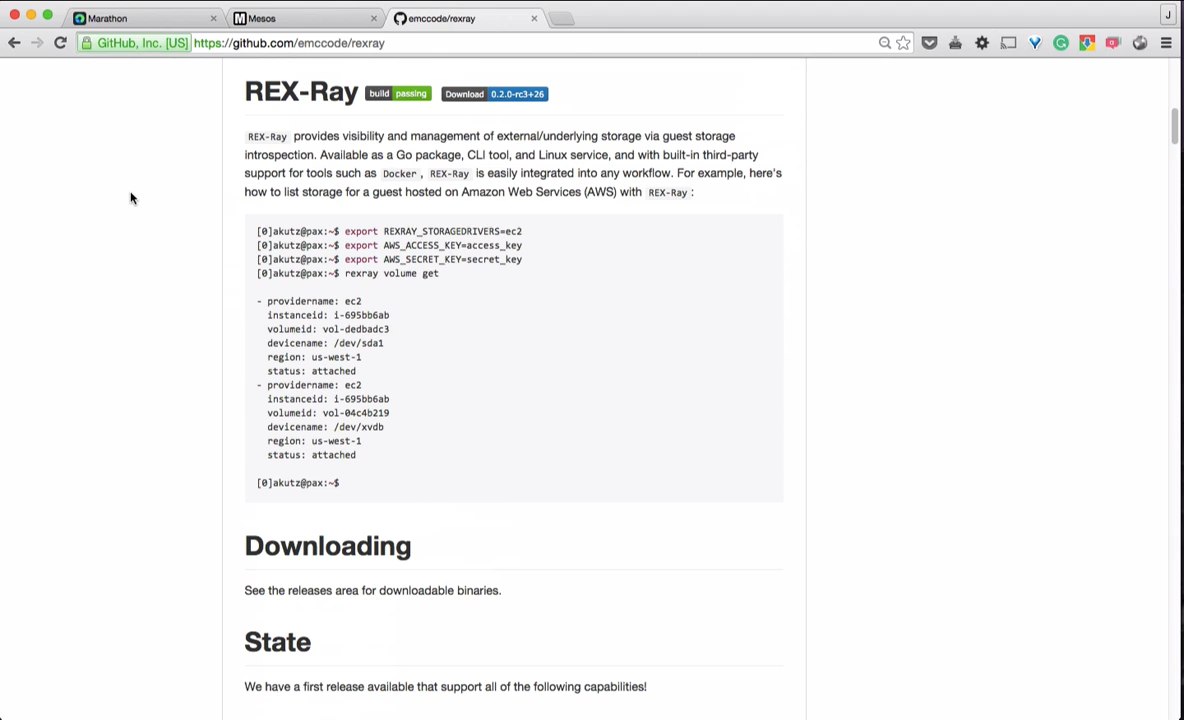 Marathon
Mesos
emccode/rexray
J
GitHub, Inc. [US] https://github.com/emccode/rexray
REX-Ray build passing Download 0.2.0-rc3+26
REX-Ray provides visibility and management of external/underlying storage via guest storage
introspection. Available as a Go package, CLI tool, and Linux service, and with built-in third-party
support for tools such as Docker , REX-Ray is easily integrated into any workflow. For example, here's
how to list storage for a guest hosted on Amazon Web Services (AWS) with REX-Ray :
[0]akutz@pax:~$ export REXRAY_STORAGEDRIVERS=ec2
[0]akutz@pax:~$ export AWS_ACCESS_KEY=access_key
[0]akutz@pax:~$ export AWS_SECRET_KEY=secret_key
[0]akutz@pax:~$ rexray volume get
- providername: ec2
instanceid: i-695bb6ab
volumeid: vol-dedbadc3
devicename: /dev/sda1
region: us-west-1
status: attached
- providername: ec2
instanceid: i-695bb6ab
volumeid: vol-04c4b219
devicename: /dev/xvdb
region: us-west-1
status: attached
[0]akutz@pax:~$
Downloading
See the releases area for downloadable binaries.
State
We have a first release available that support all of the following capabilities!